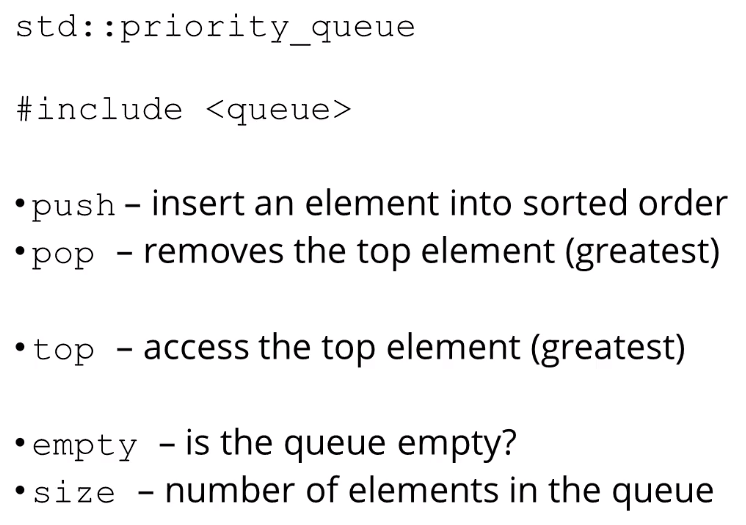 std::priority_queue
#include <queue>
•push – insert an element into sorted order
•pop – removes the top element (greatest)
•top – access the top element (greatest)
•empty – is the queue empty?
•size – number of elements in the queue